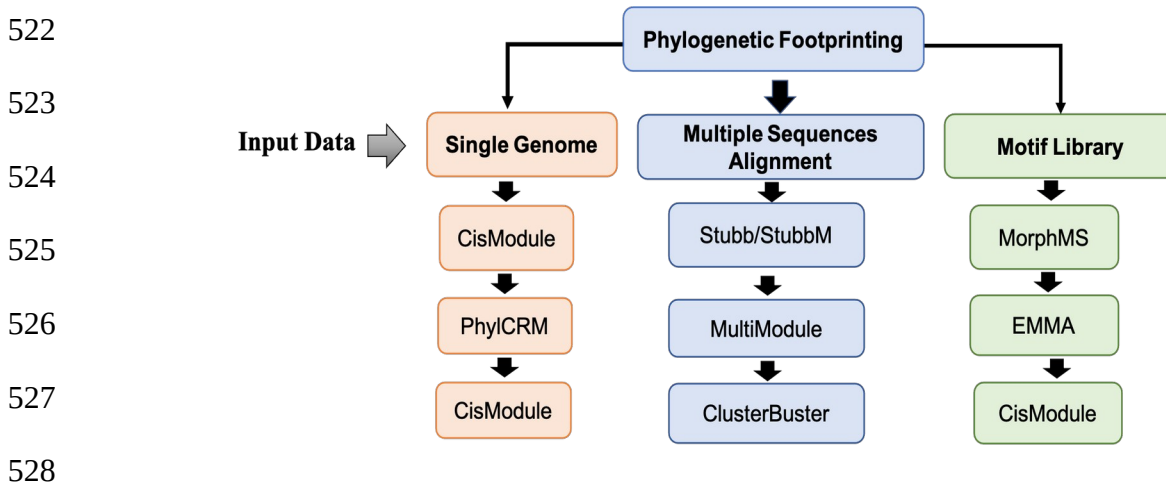 522
Phylogenetic Footprinting
523
Input Data
Single Genome
Multiple Sequences
Alignment
Motif Library
524
CisModule
Stubb/StubbM
MorphMS
525
PhylCRM
MultiModule
EMMA
526
CisModule
ClusterBuster
CisModule
527
528